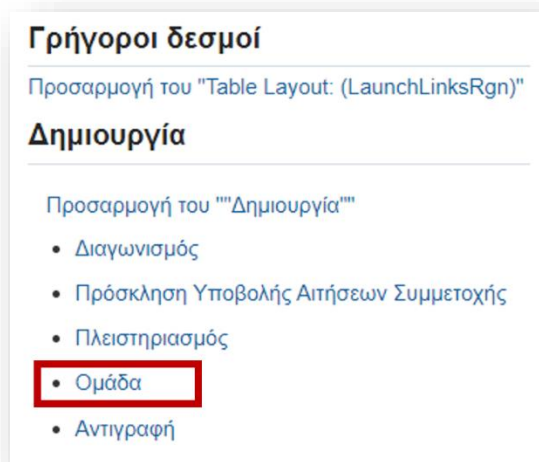 Γρήγοροι δεσμοί
Προσαρμογή του "Table Layout: (LaunchLinksRgn)"
Δημιουργία
Προσαρμογή του ""Δημιουργία""
• Διαγωνισμός
• Πρόσκληση Υποβολής Αιτήσεων Συμμετοχής
• Πλειστηριασμός
• Ομάδα
• Αντιγραφή